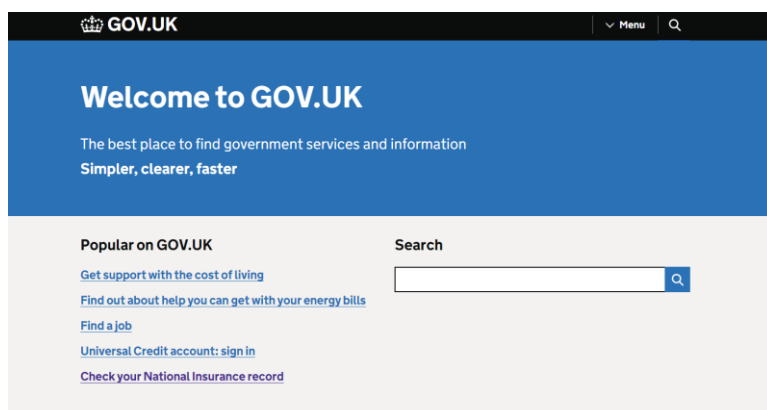 GOV.UK
Menu
Welcome to GOV.UK
The best place to find government services and information
Simpler, clearer, faster
Popular on GOV.UK
Get support with the cost of living
Find out about help you can get with your energy bills
Find a job
Universal Credit account: sign in
Check your National Insurance record
Search